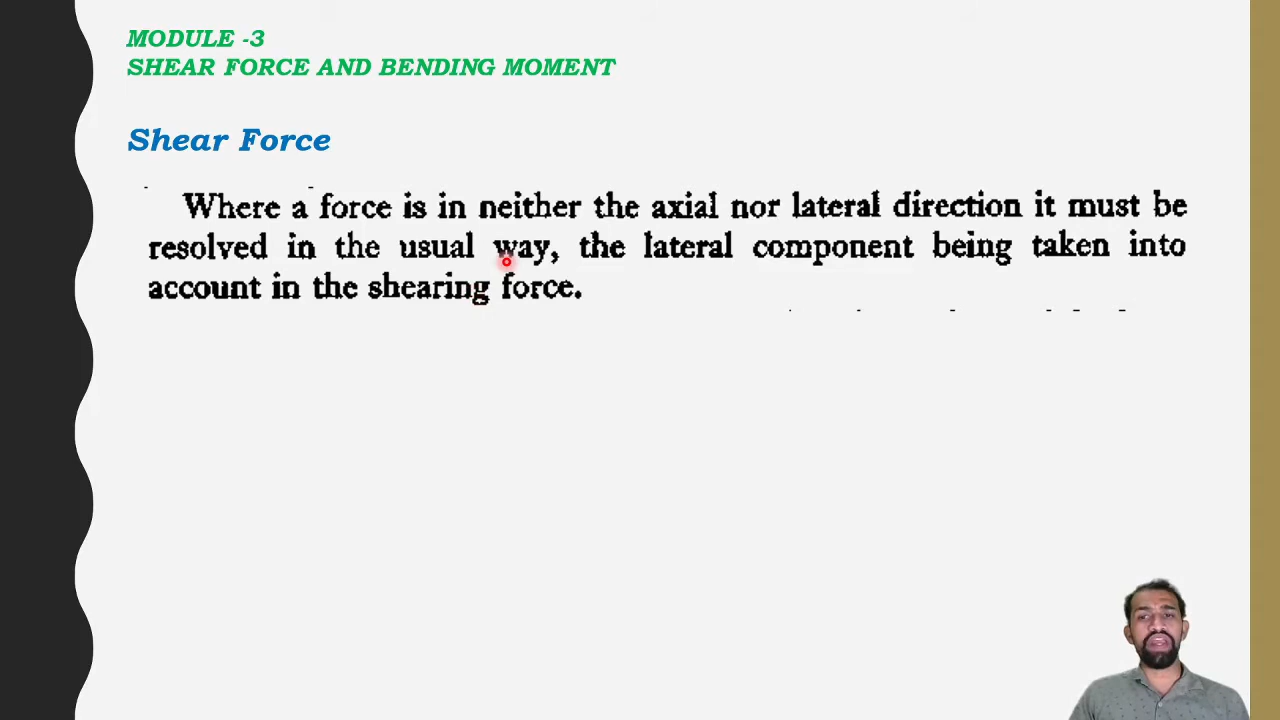 MODULE -3
SHEAR FORCE AND BENDING MOMENT
Shear Force
Where a force is in neither the axial nor lateral direction it must be
resolved in the usual way, the lateral component being taken into
account in the shearing force.